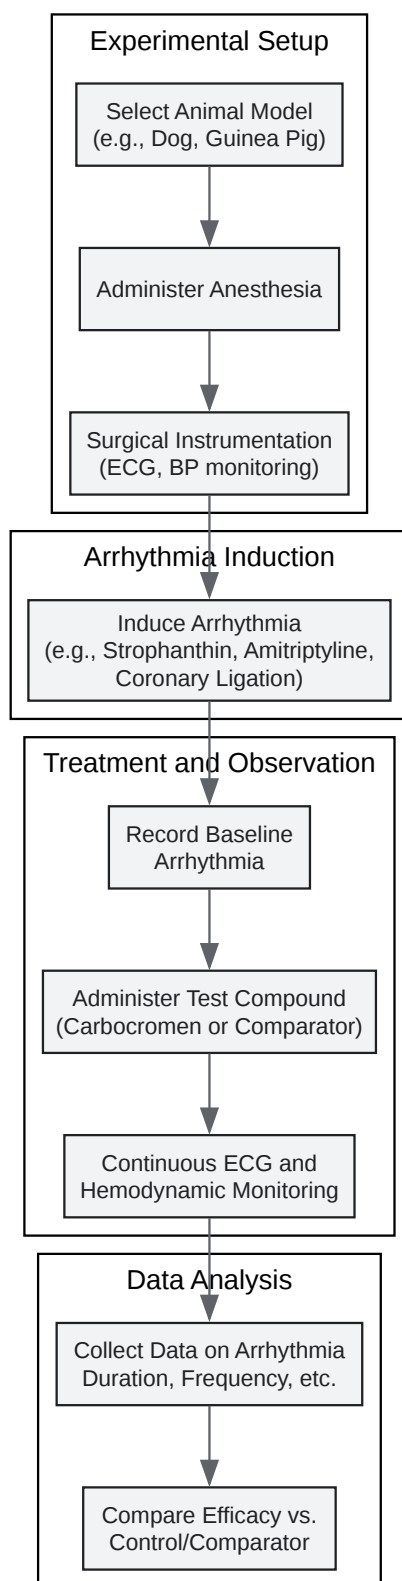 Experimental Setup
Select Animal Model
(e.g., Dog, Guinea Pig)
Administer Anesthesia
Surgical Instrumentation
(ECG, BP monitoring)
Arrhythmia Induction
Induce Arrhythmia
(e.g., Strophanthin, Amitriptyline,
Coronary Ligation)
Treatment and Observation
Record Baseline
Arrhythmia
Administer Test Compound
(Carbocromen or Comparator)
Continuous ECG and
Hemodynamic Monitoring
Data Analysis
Collect Data on Arrhythmia
Duration, Frequency, etc.
Compare Efficacy vs.
Control/Comparator